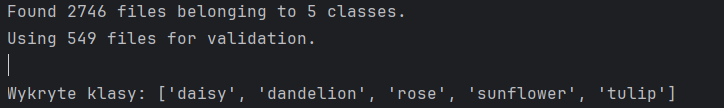 Found 2746 files belonging to 5 classes.
Using 549 files for validation.
Wykryte klasy: ['daisy', 'dandelion', 'rose', 'sunflower', 'tulip']